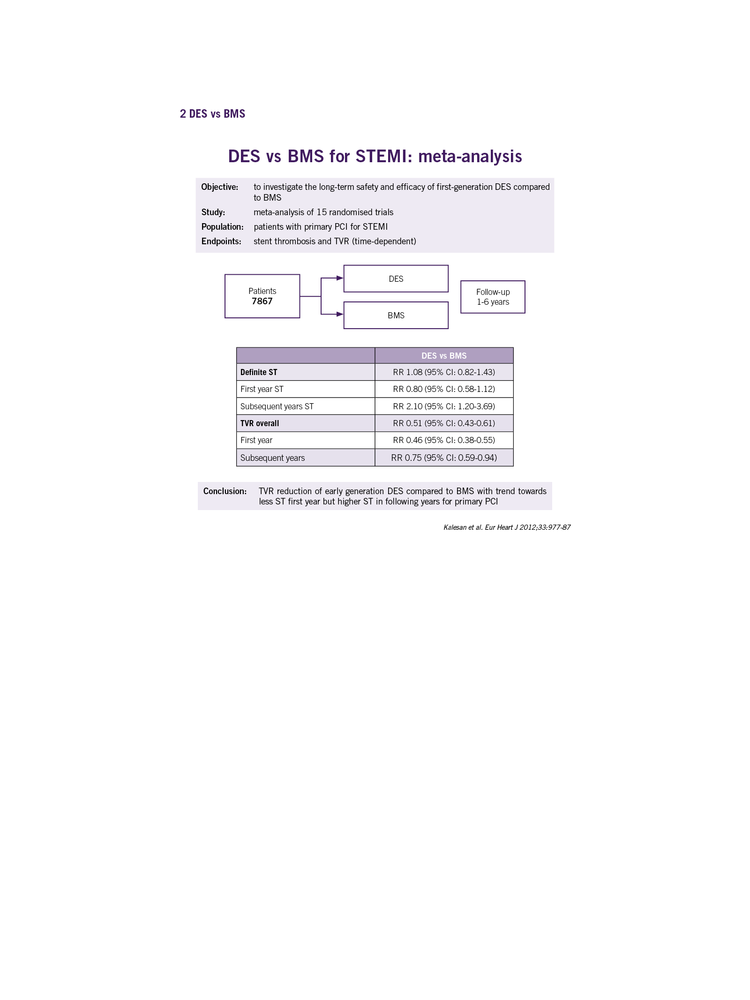 2 DES vs BMS
DES vs BMS for STEMI: meta-analysis
Objective: to investigate the long-term safety and efficacy of first-generation DES compared
to BMS
Study: meta-analysis of 15 randomised trials
Population: patients with primary PCI for STEMI
Endpoints: stent thrombosis and TVR (time-dependent)
Patients
7867
DES
BMS
Follow-up
1-6 years
DES vs BMS
Definite ST RR 1.08 (95% CI: 0.82-1.43)
First year ST RR 0.80 (95% CI: 0.58-1.12)
Subsequent years ST RR 2.10 (95% CI: 1.20-3.69)
TVR overall RR 0.51 (95% CI: 0.43-0.61)
First year RR 0.46 (95% CI: 0.38-0.55)
Subsequent years RR 0.75 (95% CI: 0.59-0.94)
Conclusion: TVR reduction of early generation DES compared to BMS with trend towards
less ST first year but higher ST in following years for primary PCI
Kalesan et al. Eur Heart J 2012;33:977-87